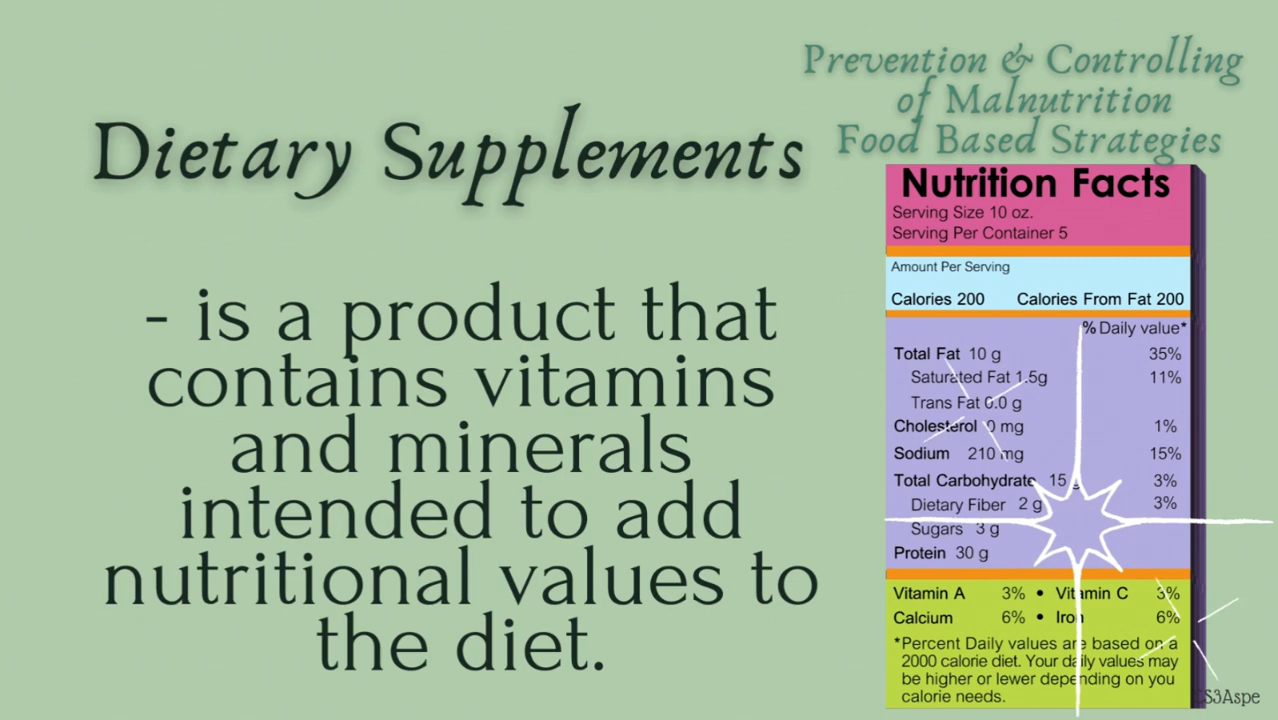 Prevention & Controlling
of Malnutrition
Food Based Strategies
Dietary Supplements
- is a product that
contains vitamins
and minerals
intended to add
nutritional values to
the diet.
Nutrition Facts
Serving Size 10 oz.
Serving Per Container 5
Amount Per Serving
Calories 200 Calories From Fat 200
% Daily value*
Total Fat 10 g 35%
Saturated Fat 1.5g 11%
Trans Fat 0.0 g
Cholesterol 0 mg 1%
Sodium 210 mg 15%
Total Carbohydrate 15 g 3%
Dietary Fiber 2 g 3%
Sugars 3 g
Protein 30 g
Vitamin A 3% • Vitamin C 3%
Calcium 6% • Iron 6%
*Percent Daily values are based on a
2000 calorie diet. Your daily values may
be higher or lewer depending on you
calorie needs.